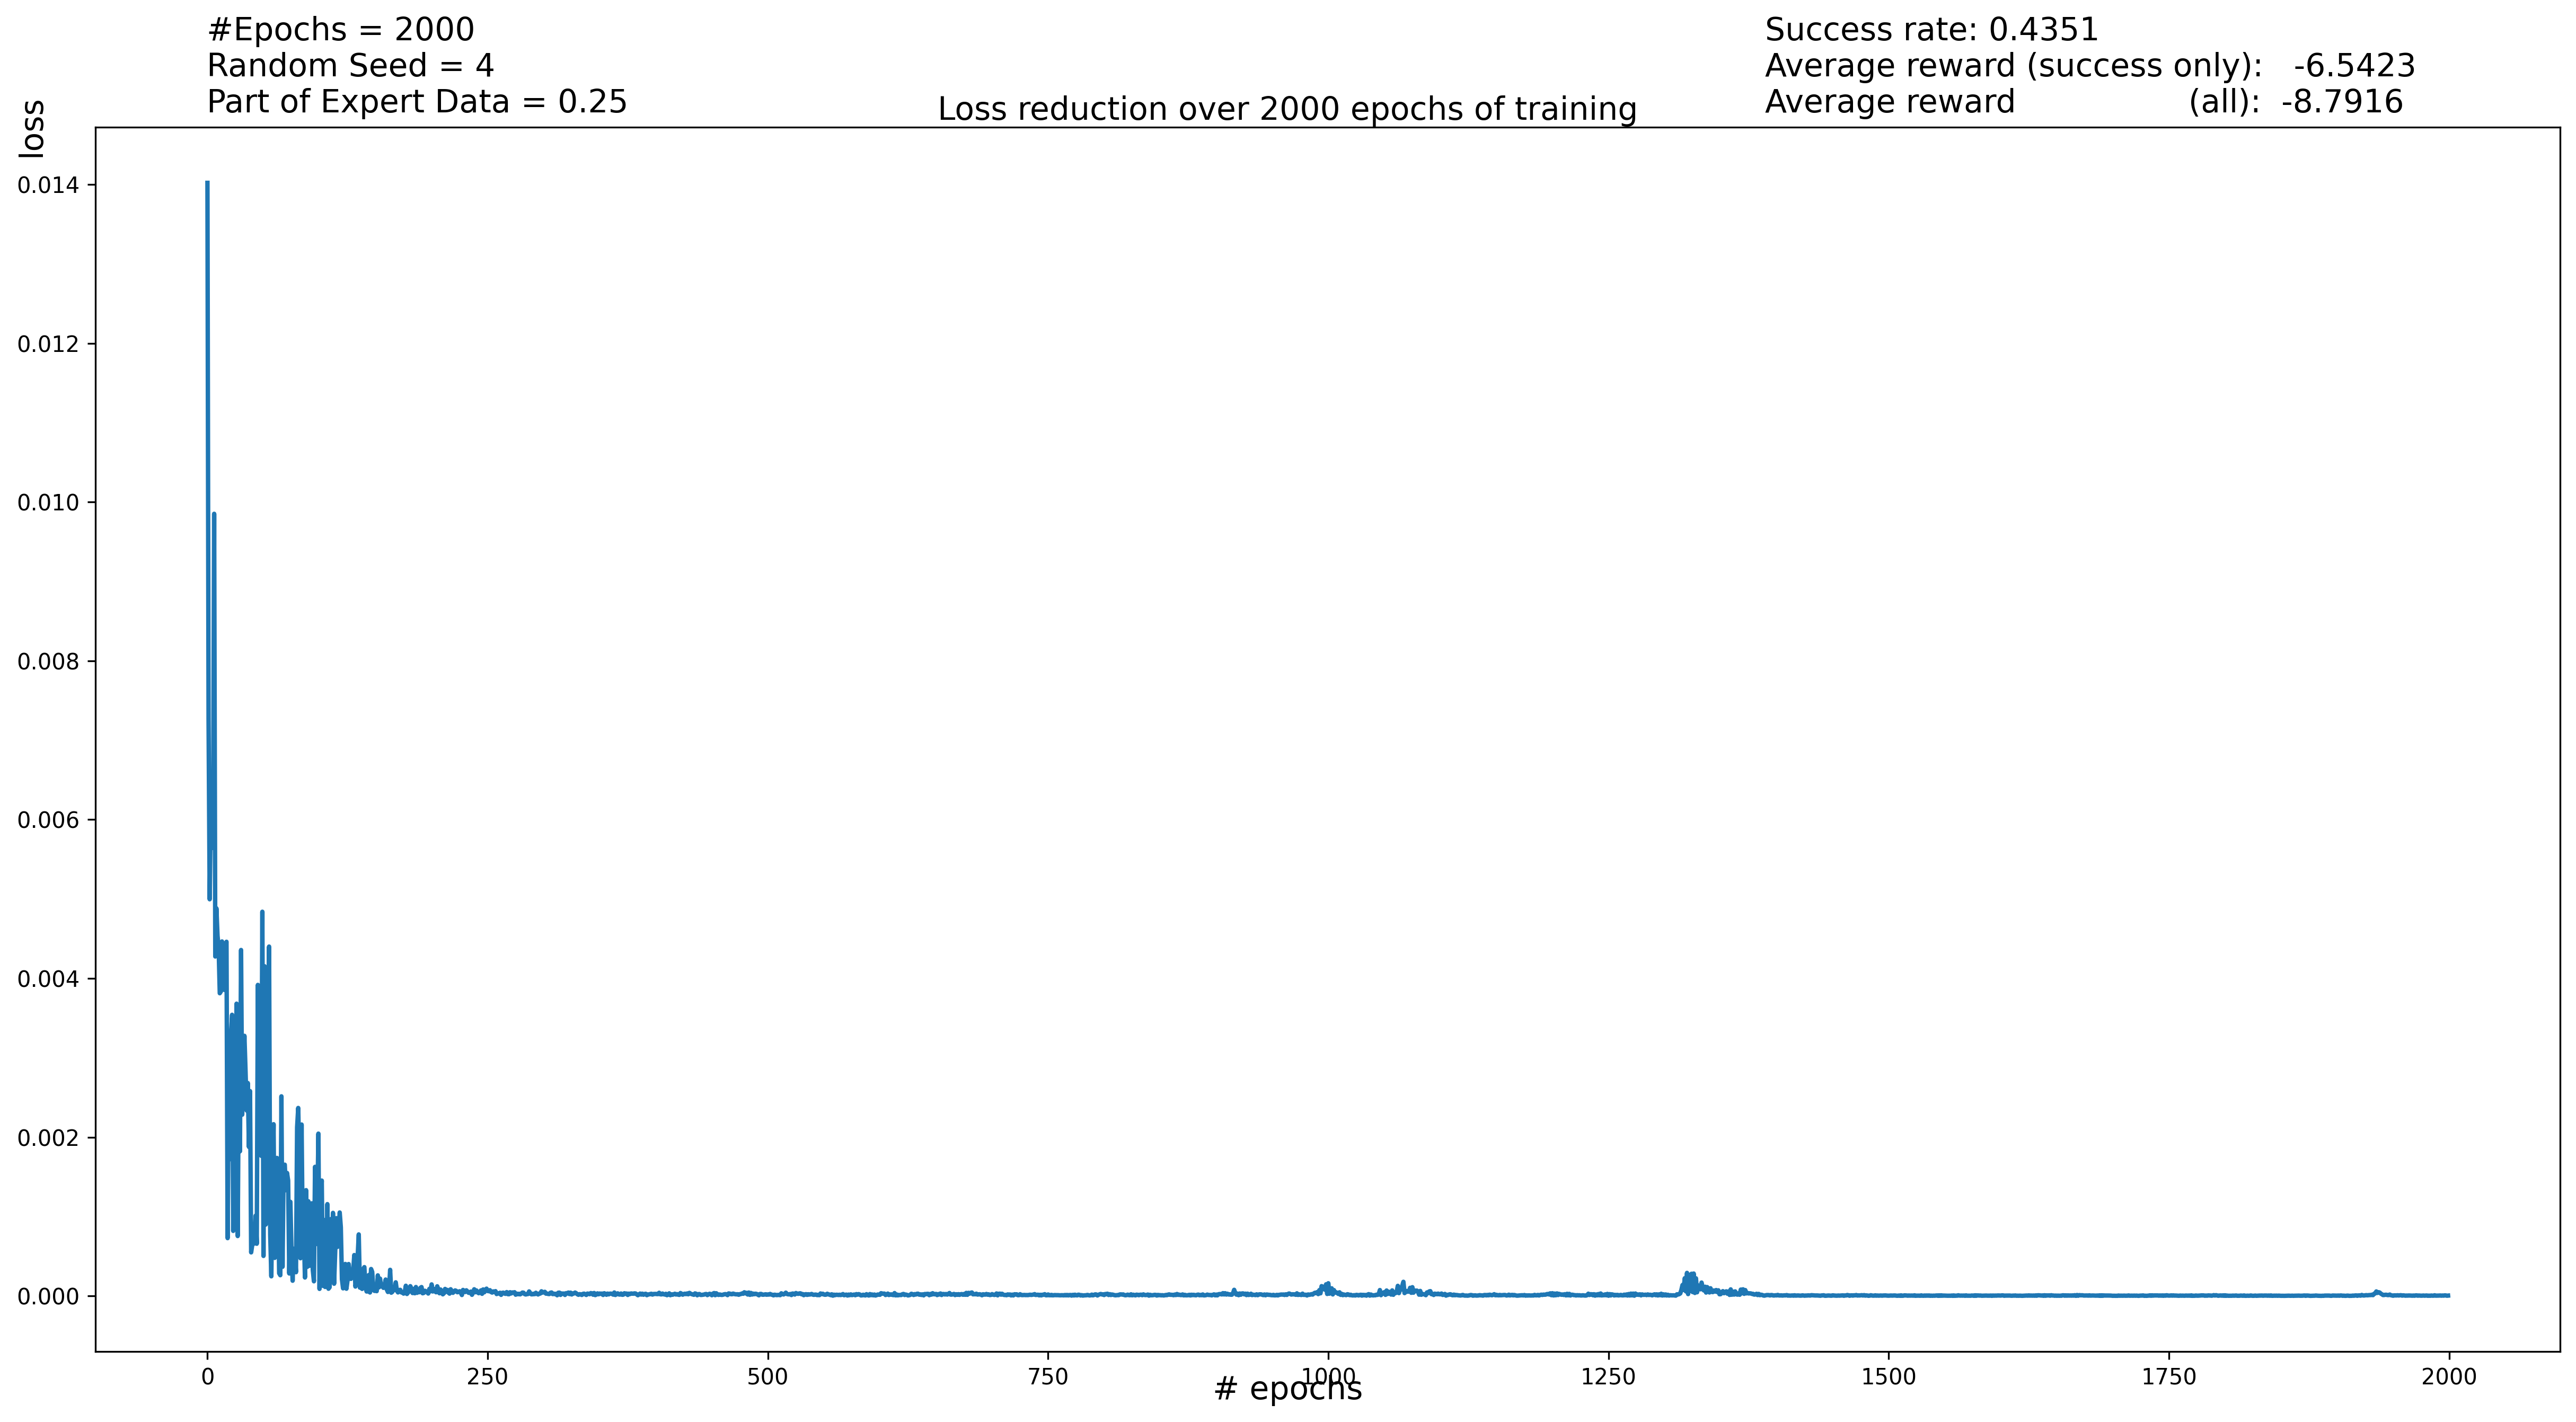 #Epochs = 2000
Random Seed = 4
Part of Expert Data = 0.25
Success rate: 0.4351
Average reward (success only): -6.5423
Average reward (all): -8.7916
Loss reduction over 2000 epochs of training
loss
0.014
0.012
0.010
0.008
0.006
0.004
0.002
0.000
0 250 500 750 1000 1250 1500 1750 2000
# epochs